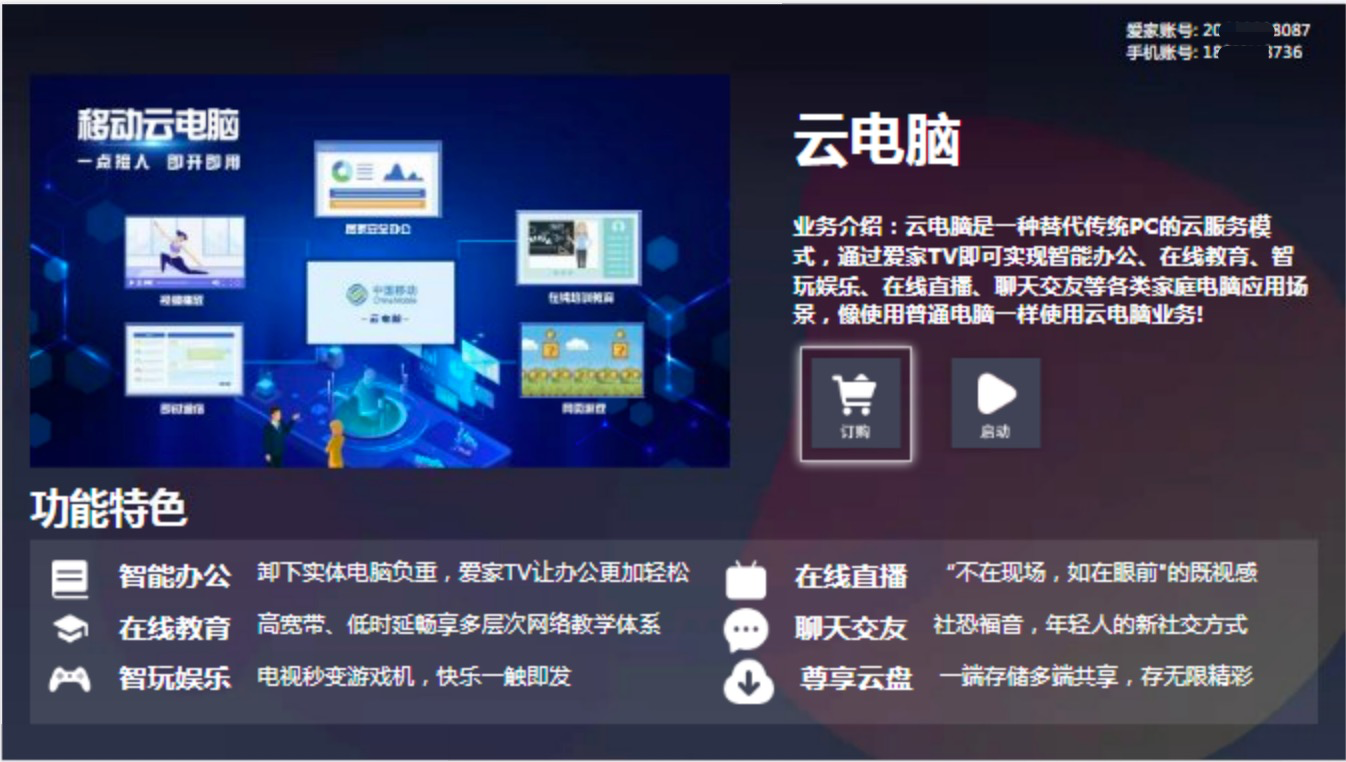 爱家账号: 20 8087
手机账号: 18 3736
移动云电脑
一点接入 即开即用
居家安全办公
视频播放
在线培训教育
中国移动
China Mobile
-云电脑-
即时通信
网页游戏
云电脑
业务介绍：云电脑是一种替代传统PC的云服务模
式，通过爱家TV即可实现智能办公、在线教育、智
玩娱乐、在线直播、聊天交友等各类家庭电脑应用场
景，像使用普通电脑一样使用云电脑业务!
订购
启动
功能特色
智能办公 卸下实体电脑负重，爱家TV让办公更加轻松
在线直播 “不在现场，如在眼前"的既视感
在线教育 高宽带、低时延畅享多层次网络教学体系
聊天交友 社恐福音，年轻人的新社交方式
智玩娱乐 电视秒变游戏机，快乐一触即发
尊享云盘 一端存储多端共享，存无限精彩